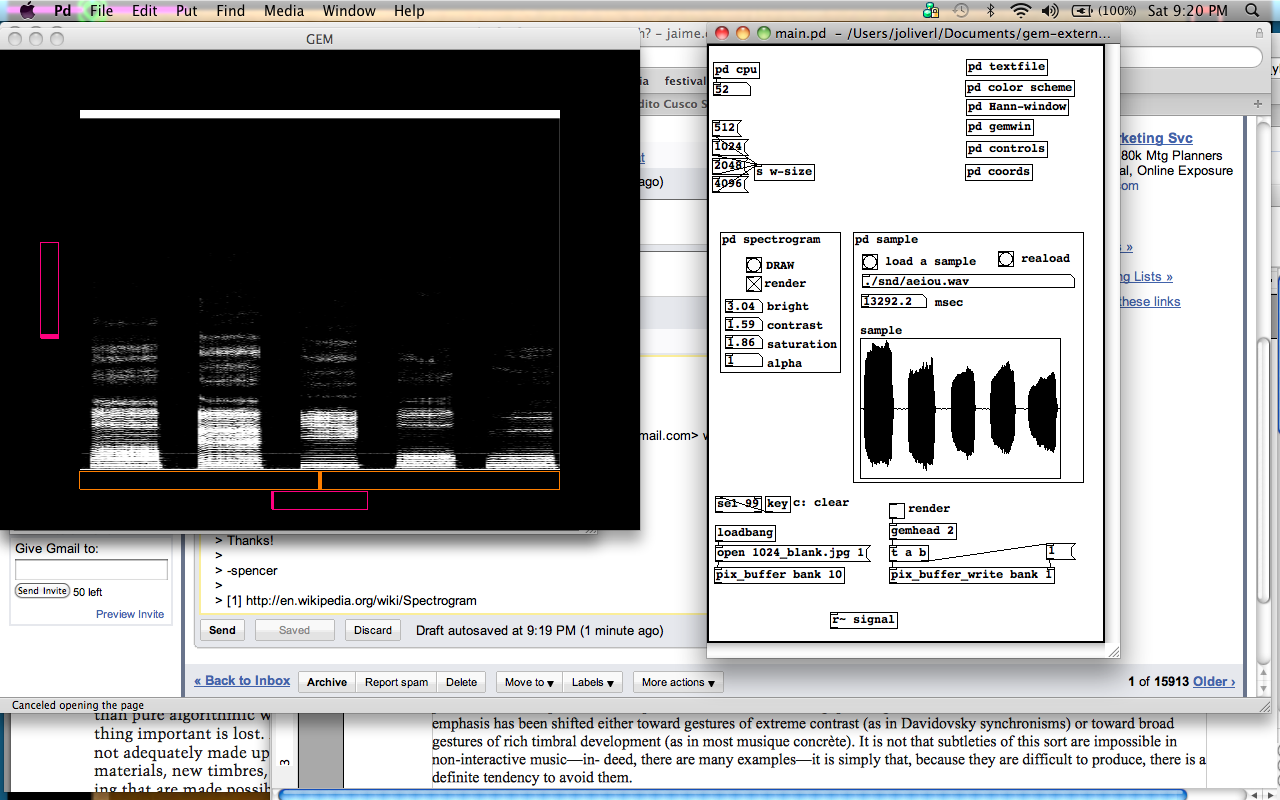 Pd File Edit Put Find Media Window Help
(100%) Sat 9:20 PM
GEM
h? – jaime.
main.pd – /Users/joliverl/Documents/gem-extern...
festival
dito Cusco S
ago)
mail.com> w
pd cpu
52
512
1024
2048
4096
s w-size
pd textfile
pd color scheme
pd Hann-window
pd gemwin
pd controls
pd coords
pd spectrogram
DRAW
render
3.04 bright
1.59 contrast
1.86 saturation
1 alpha
pd sample
load a sample
reaload
./snd/aeiou.wav
13292.2 msec
sample
sel 99 key c: clear
loadbang
open 1024_blank.jpg 1
pix_buffer bank 10
render
gemhead 2
t a b
1
pix_buffer_write bank 1
r~ signal
keting Svc
80k Mtg Planners
al, Online Exposure
com
s »
ng Lists »
these links
Give Gmail to:
Send Invite 50 left
Preview Invite
> Thanks!
>
> -spencer
>
> [1] http://en.wikipedia.org/wiki/Spectrogram
Send Saved Discard Draft autosaved at 9:19 PM (1 minute ago)
« Back to Inbox Archive Report spam Delete Move to ▾ Labels ▾ More actions ▾ 1 of 15913 Older ›
Canceled opening the page
than pure algorithmic w
thing important is lost.
not adequately made up
materials, new timbres,
ing that are made possib
3
emphasis has been shifted either toward gestures of extreme contrast (as in Davidovsky synchronisms) or toward broad
gestures of rich timbral development (as in most musique concrète). It is not that subtleties of this sort are impossible in
non-interactive music—in- deed, there are many examples—it is simply that, because they are difficult to produce, there is a
definite tendency to avoid them.